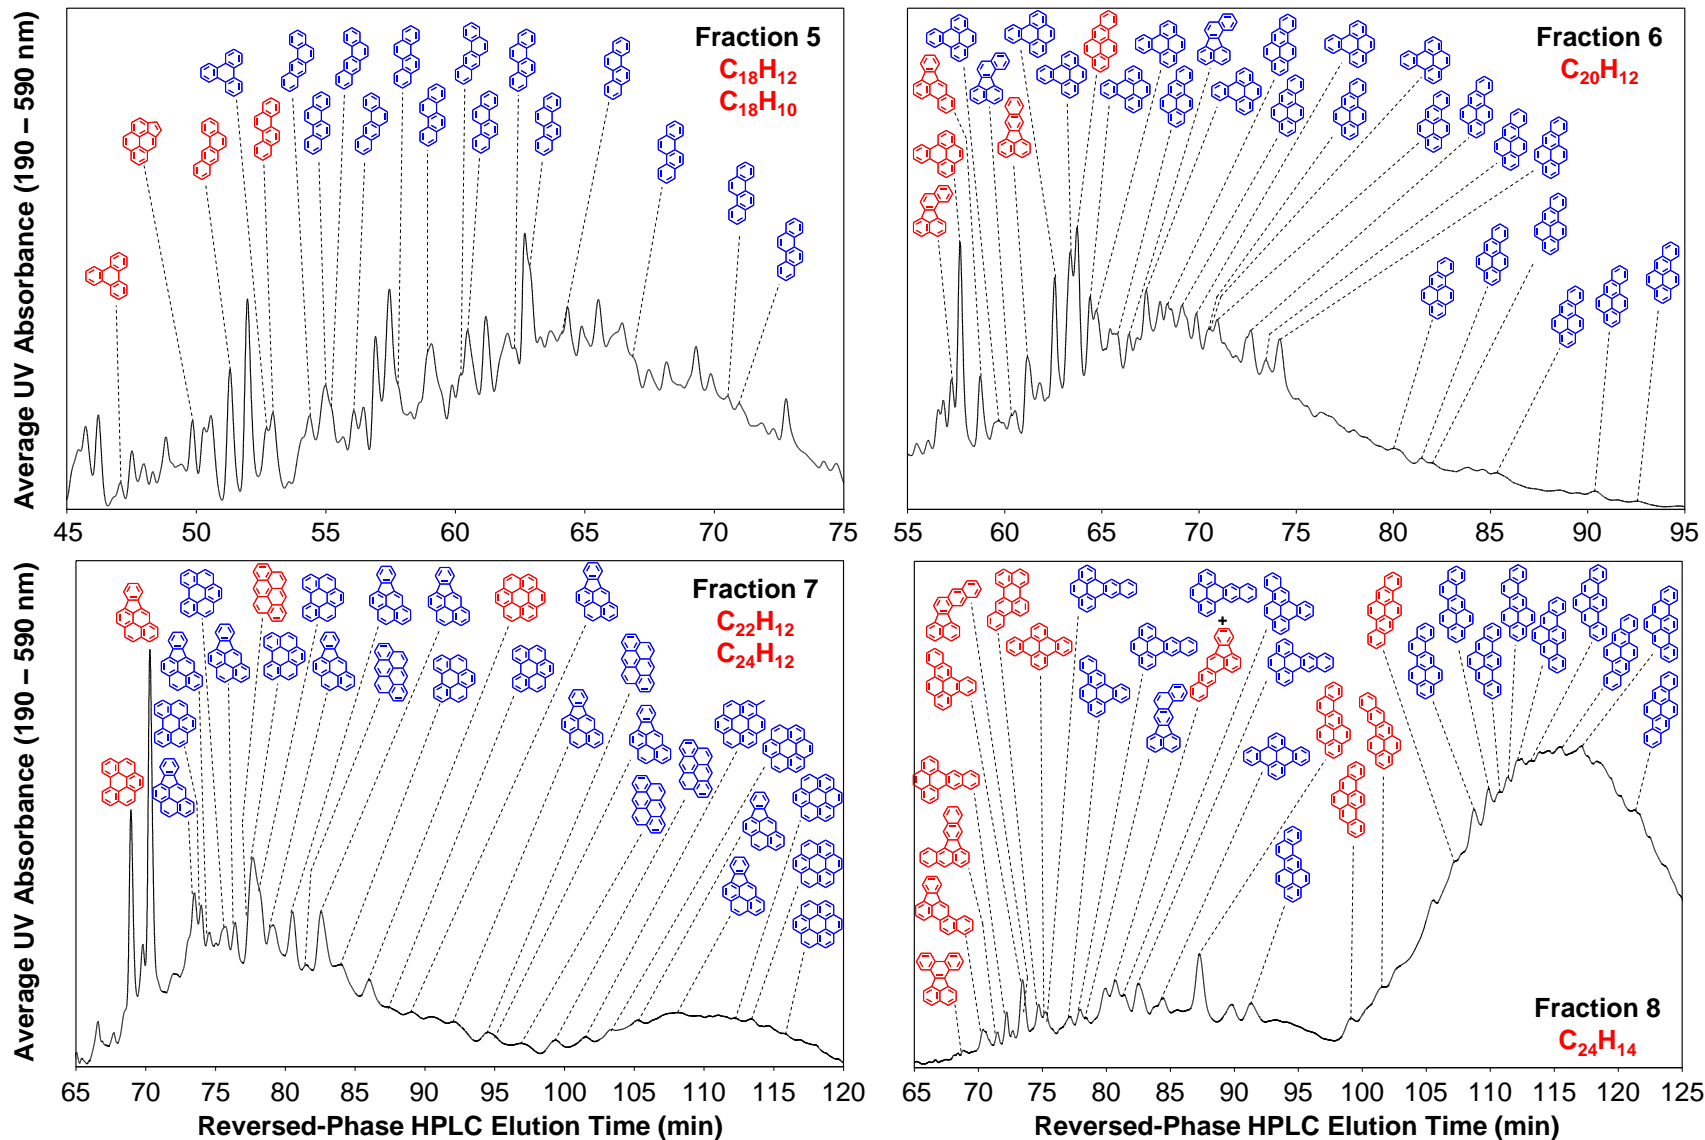 Average UV Absorbance (190 – 590 nm)
Fraction 5
C₁₈H₁₂
C₁₈H₁₀
45 50 55 60 65 70 75
Fraction 6
C₂₀H₁₂
55 60 65 70 75 80 85 90 95
Average UV Absorbance (190 – 590 nm)
Fraction 7
C₂₂H₁₂
C₂₄H₁₂
65 70 75 80 85 90 95 100 105 110 115 120
Reversed-Phase HPLC Elution Time (min)
+
Fraction 8
C₂₄H₁₄
65 70 75 80 85 90 95 100 105 110 115 125
Reversed-Phase HPLC Elution Time (min)